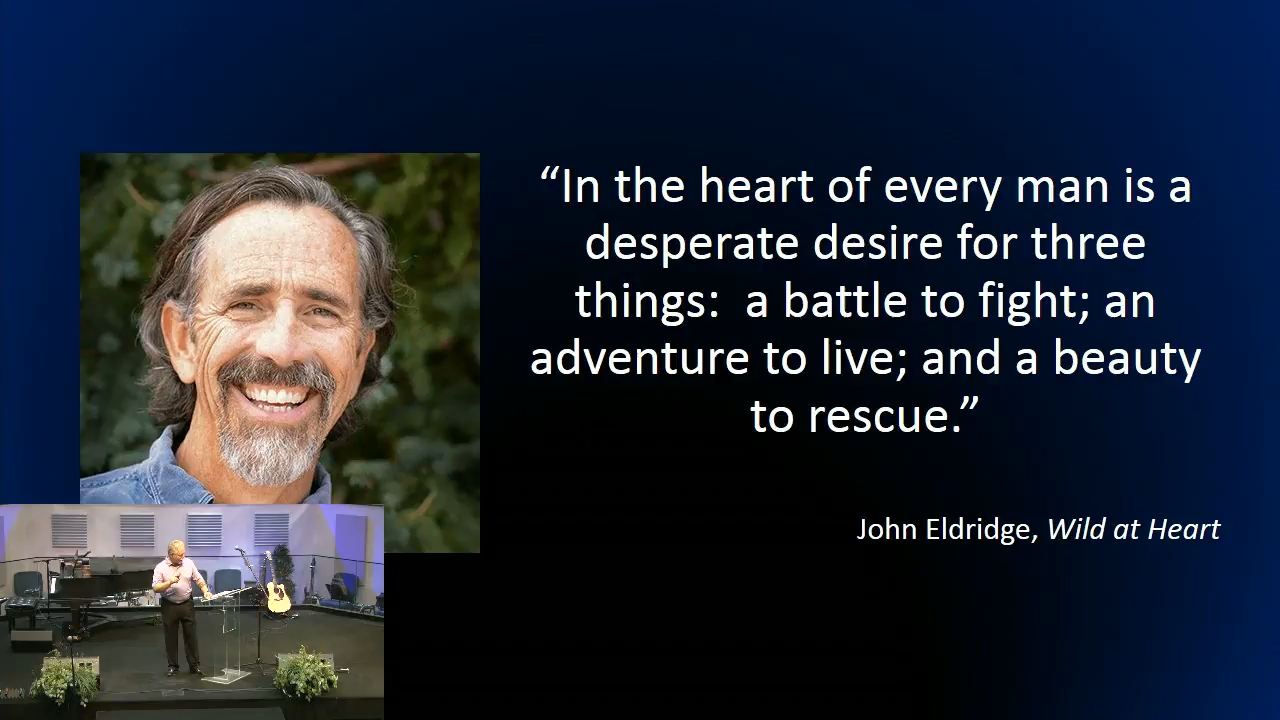 “In the heart of every man is a
desperate desire for three
things:  a battle to fight; an
adventure to live; and a beauty
to rescue.”
John Eldridge, Wild at Heart